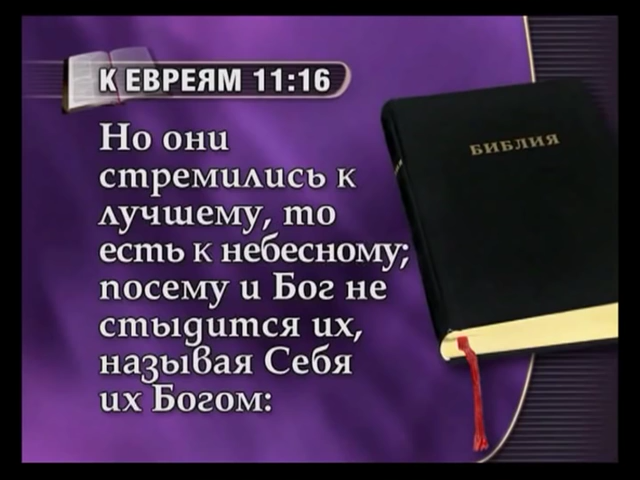 К ЕВРЕЯМ 11:16
Но они
стремились к
лучшему, то
есть к небесному;
посему и Бог не
стыдится их,
называя Себя
их Богом:
БИБЛИЯ